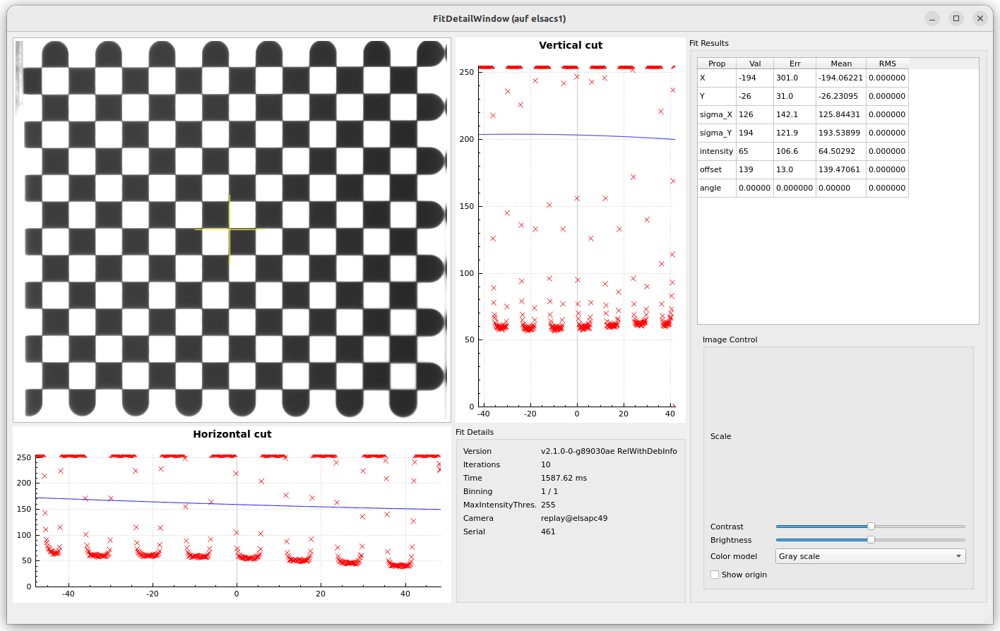 FitDetailWindow (auf elsacs1)
Vertical cut
250
200
150
100
50
0
-40 -20 0 20 40
Horizontal cut
250
200
150
100
50
0
-40 -20 0 20 40
Fit Details
Version v2.1.0-0-g89030ae RelWithDebInfo
Iterations 10
Time 1587.62 ms
Binning 1 / 1
MaxIntensityThres. 255
Camera replay@elsapc49
Serial 461
Fit Results
Prop Val Err Mean RMS
X -194 301.0 -194.06221 0.000000
Y -26 31.0 -26.23095 0.000000
sigma_X 126 142.1 125.84431 0.000000
sigma_Y 194 121.9 193.53899 0.000000
intensity 65 106.6 64.50292 0.000000
offset 139 13.0 139.47061 0.000000
angle 0.00000 0.000000 0.00000 0.000000
Image Control
Scale
Contrast
Brightness
Color model Gray scale
Show origin